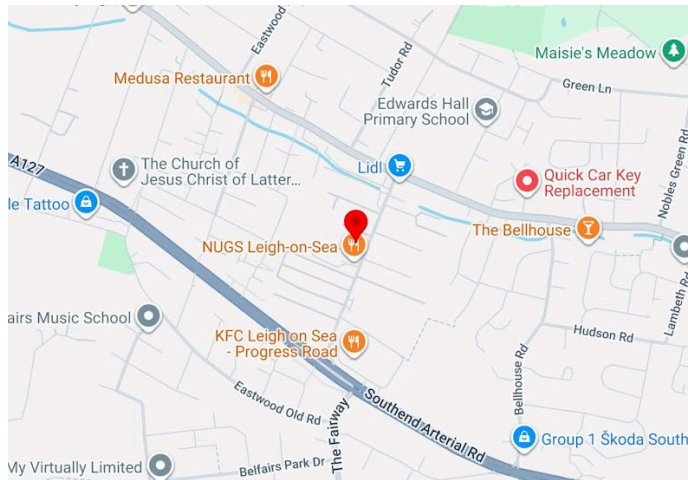 Eastwood
Tudor Rd
Maisie's Meadow
Medusa Restaurant
Green Ln
Edwards Hall
Primary School
A127
The Church of
Jesus Christ of Latter...
Lidl
Quick Car Key
Replacement
Nobles Green Rd
le Tattoo
NUGS Leigh-on-Sea
The Bellhouse
airs Music School
Lambeth Rd
Hudson Rd
KFC Leigh on Sea
- Progress Road
Bellhouse Rd
Southend Arterial Rd
Eastwood Old Rd
The Fairway
Group 1 Škoda South
My Virtually Limited
Belfairs Park Dr